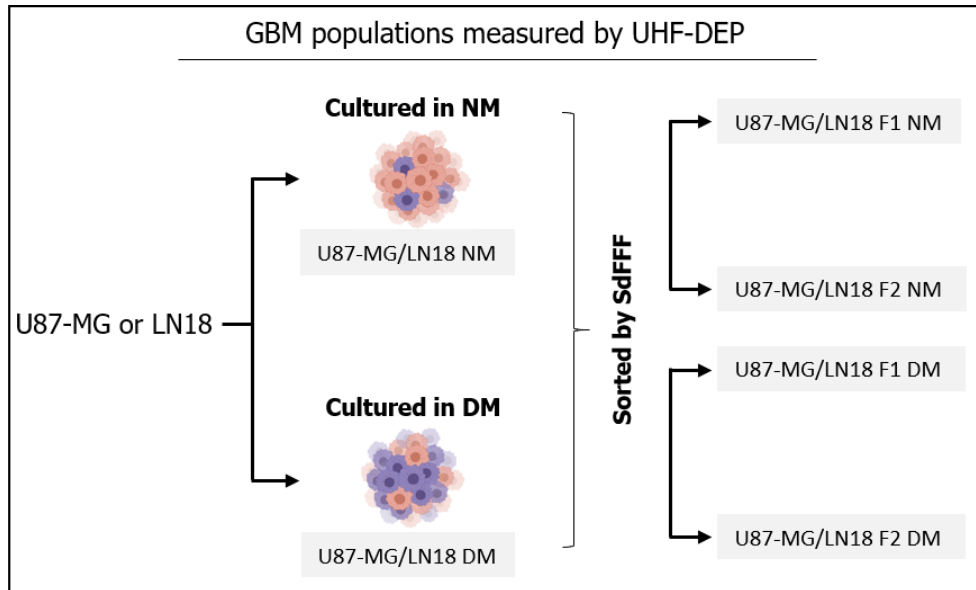 GBM populations measured by UHF-DEP
Cultured in NM
U87-MG/LN18 NM
U87-MG or LN18
Cultured in DM
U87-MG/LN18 DM
Sorted by SdFFF
U87-MG/LN18 F1 NM
U87-MG/LN18 F2 NM
U87-MG/LN18 F1 DM
U87-MG/LN18 F2 DM